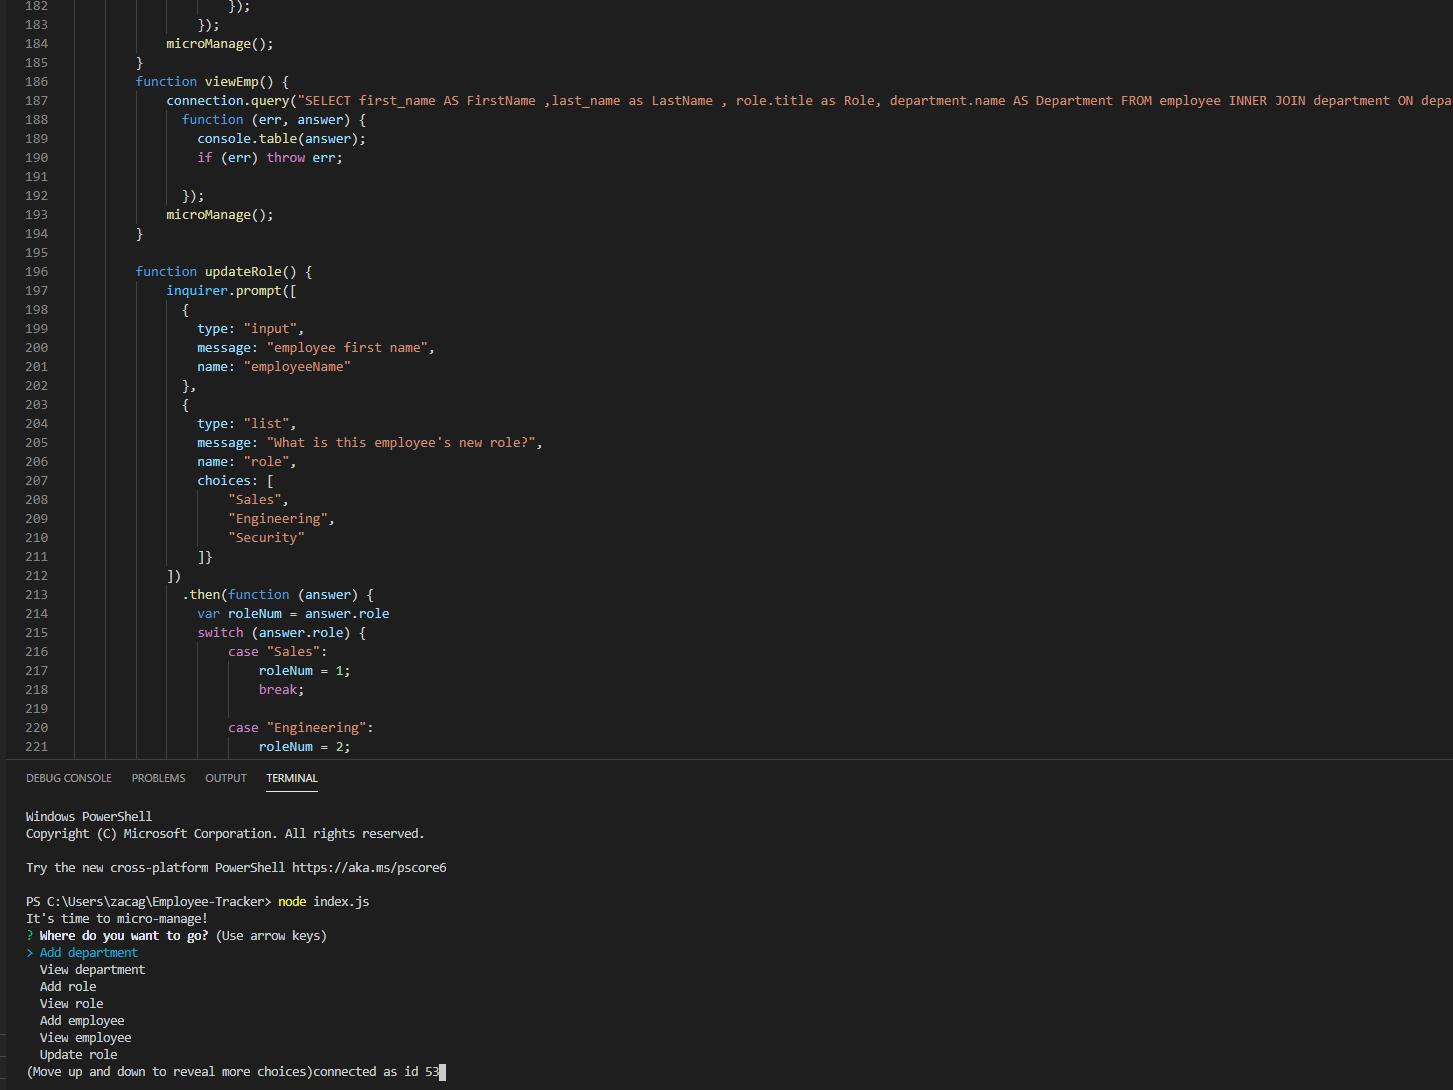 182 });
183 });
184 microManage();
185 }
186 function viewEmp() {
187 connection.query("SELECT first_name AS FirstName ,last_name as LastName , role.title as Role, department.name AS Department FROM employee INNER JOIN department ON depa
188 function (err, answer) {
189 console.table(answer);
190 if (err) throw err;
191
192 });
193 microManage();
194 }
195
196 function updateRole() {
197 inquirer.prompt([
198 {
199 type: "input",
200 message: "employee first name",
201 name: "employeeName"
202 },
203 {
204 type: "list",
205 message: "What is this employee's new role?",
206 name: "role",
207 choices: [
208 "Sales",
209 "Engineering",
210 "Security"
211 ]}
212 ])
213 .then(function (answer) {
214 var roleNum = answer.role
215 switch (answer.role) {
216 case "Sales":
217 roleNum = 1;
218 break;
219
220 case "Engineering":
221 roleNum = 2;
DEBUG CONSOLE PROBLEMS OUTPUT TERMINAL
Windows PowerShell
Copyright (C) Microsoft Corporation. All rights reserved.
Try the new cross-platform PowerShell https://aka.ms/pscore6
PS C:\Users\zacag\Employee-Tracker> node index.js
It's time to micro-manage!
? Where do you want to go? (Use arrow keys)
> Add department
View department
Add role
View role
Add employee
View employee
Update role
(Move up and down to reveal more choices)connected as id 53